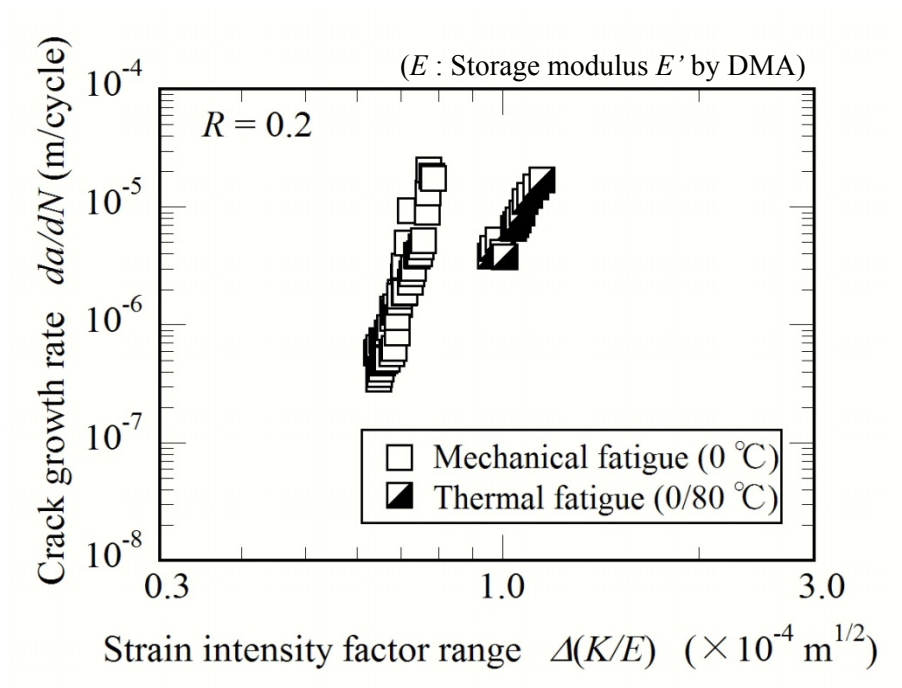 (E : Storage modulus E’ by DMA)
R = 0.2
Crack growth rate da/dN (m/cycle)
10-4
10-5
10-6
10-7
10-8
□ Mechanical fatigue (0 ℃)
Thermal fatigue (0/80 ℃)
0.3 1.0 3.0
Strain intensity factor range Δ(K/E) (×10-4 m1/2)